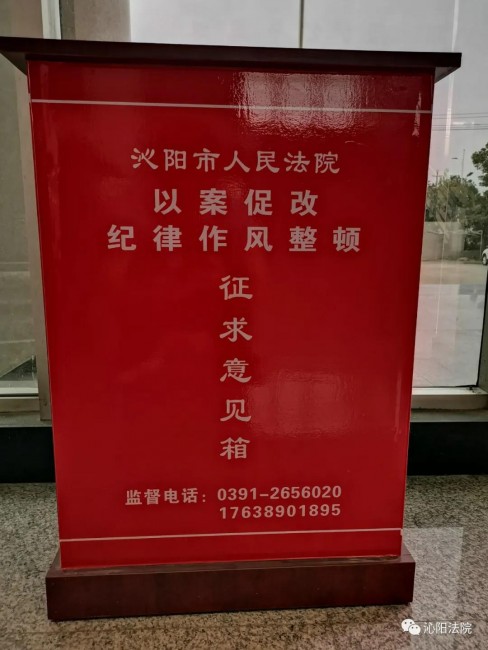 沁阳市人民法院
以案促改
纪律作风整顿
征求意见箱
监督电话：0391-2656020
17638901895
沁阳法院